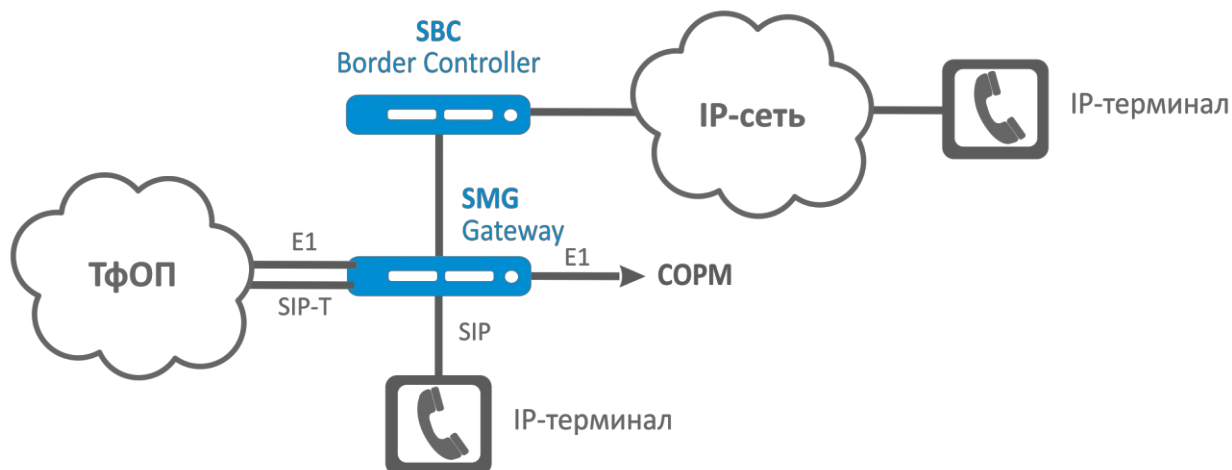 SBC
Border Controller
IP-сеть
IP-терминал
SMG
Gateway
E1
E1
ТфОП
СОРМ
SIP-T
SIP
IP-терминал